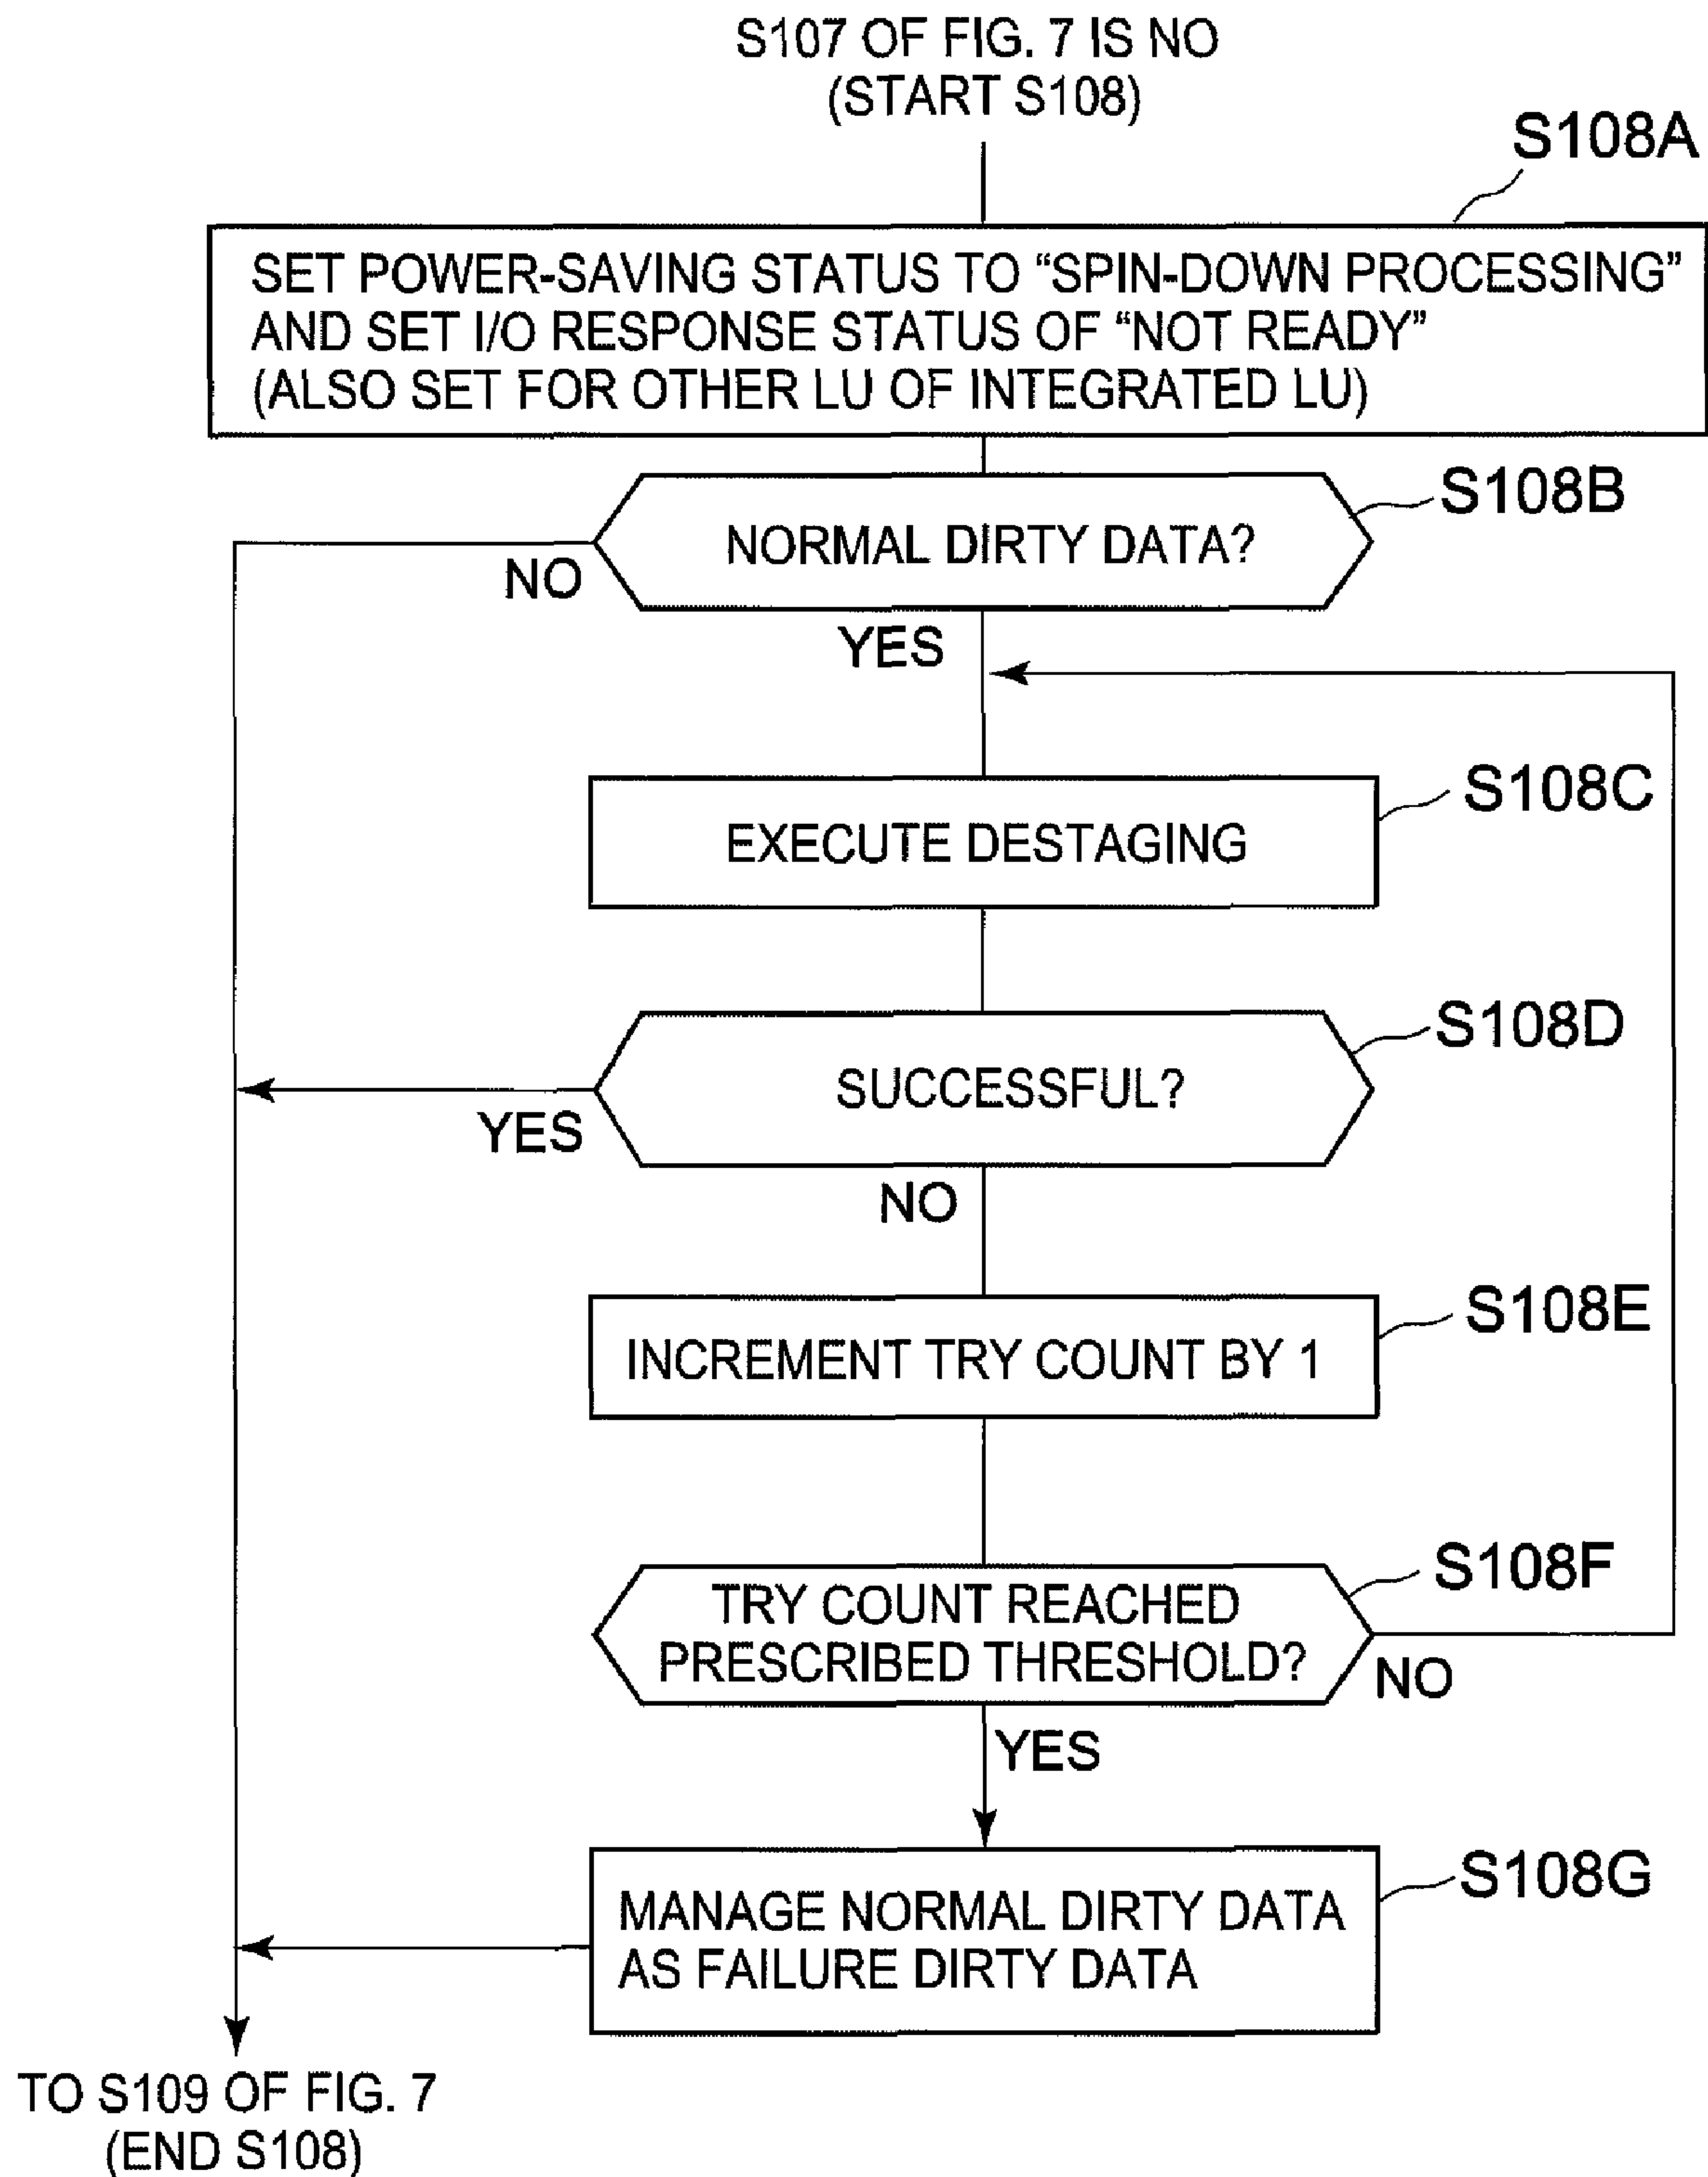 S107 OF FIG. 7 IS NO
(START S108)
S108A
SET POWER-SAVING STATUS TO “SPIN-DOWN PROCESSING”
AND SET I/O RESPONSE STATUS OF “NOT READY”
(ALSO SET FOR OTHER LU OF INTEGRATED LU)
S108B
NORMAL DIRTY DATA?
NO
YES
S108C
EXECUTE DESTAGING
S108D
SUCCESSFUL?
YES
NO
S108E
INCREMENT TRY COUNT BY 1
S108F
TRY COUNT REACHED
PRESCRIBED THRESHOLD?
NO
YES
S108G
MANAGE NORMAL DIRTY DATA
AS FAILURE DIRTY DATA
TO S109 OF FIG. 7
(END S108)